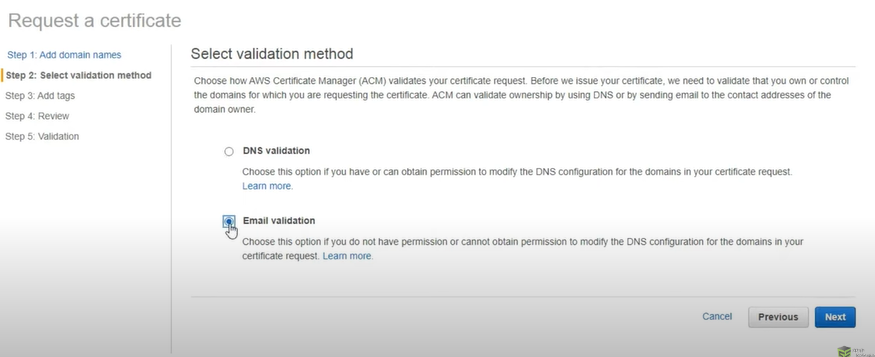 Request a certificate
Step 1: Add domain names
Step 2: Select validation method
Step 3: Add tags
Step 4: Review
Step 5: Validation
Select validation method
Choose how AWS Certificate Manager (ACM) validates your certificate request. Before we issue your certificate, we need to validate that you own or control
the domains for which you are requesting the certificate. ACM can validate ownership by using DNS or by sending email to the contact addresses of the
domain owner.
DNS validation
Choose this option if you have or can obtain permission to modify the DNS configuration for the domains in your certificate request.
Learn more.
Email validation
Choose this option if you do not have permission or cannot obtain permission to modify the DNS configuration for the domains in your
certificate request. Learn more.
Cancel
Previous
Next